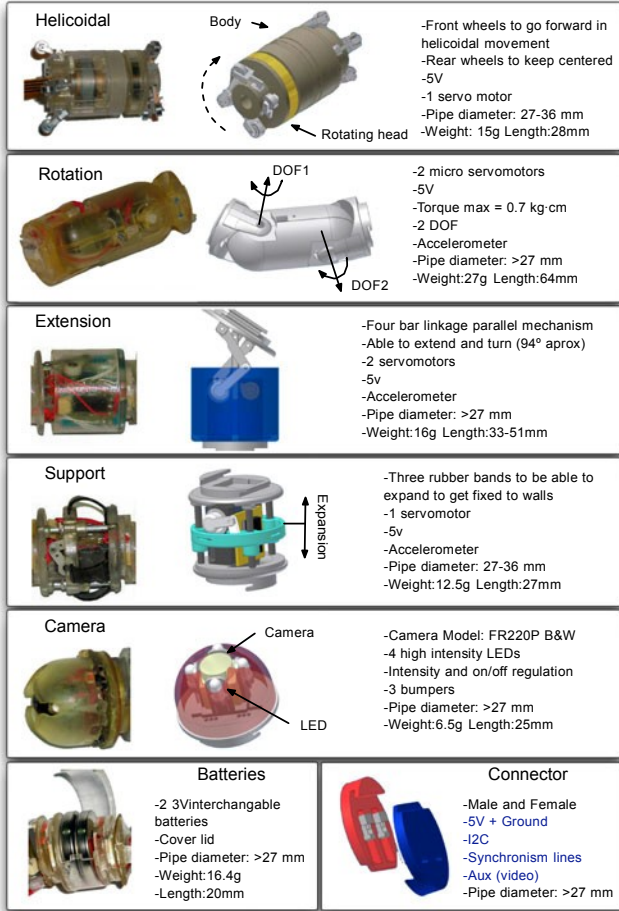 Helicoidal
Body
Rotating head
-Front wheels to go forward in
helicoidal movement
-Rear wheels to keep centered
-5V
-1 servo motor
-Pipe diameter: 27-36 mm
-Weight: 15g Length:28mm
Rotation
DOF1
DOF2
-2 micro servomotors
-5V
-Torque max = 0.7 kg·cm
-2 DOF
-Accelerometer
-Pipe diameter: >27 mm
-Weight:27g Length:64mm
Extension
-Four bar linkage parallel mechanism
-Able to extend and turn (94º aprox)
-2 servomotors
-5v
-Accelerometer
-Pipe diameter: >27 mm
-Weight:16g Length:33-51mm
Support
Expansion
-Three rubber bands to be able to
expand to get fixed to walls
-1 servomotor
-5v
-Accelerometer
-Pipe diameter: 27-36 mm
-Weight:12.5g Length:27mm
Camera
Camera
LED
-Camera Model: FR220P B&W
-4 high intensity LEDs
-Intensity and on/off regulation
-3 bumpers
-Pipe diameter: >27 mm
-Weight:6.5g Length:25mm
Batteries
-2 3Vinterchangable
batteries
-Cover lid
-Pipe diameter: >27 mm
-Weight:16.4g
-Length:20mm
Connector
-Male and Female
-5V + Ground
-I2C
-Synchronism lines
-Aux (video)
-Pipe diameter: >27 mm